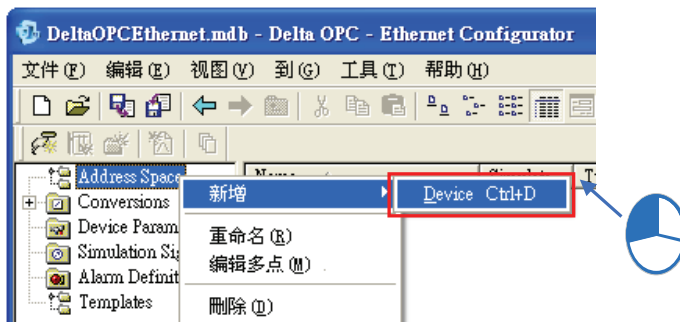 DeltaOPCEthernet.mdb - Delta OPC - Ethernet Configurator
文件(F) 编辑(E) 视图(V) 到(G) 工具(T) 帮助(H)
Address Space
Conversions
Device Param
Simulation Si
Alarm Definit
Templates
新增
Device Ctrl+D
重命名(R)
编辑多点(M)
刪除(D)